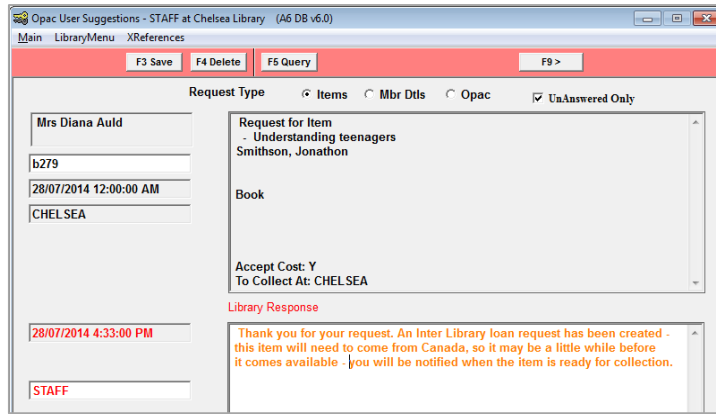 Opac User Suggestions - STAFF at Chelsea Library (A6 DB v6.0)
Main LibraryMenu XReferences
F3 Save F4 Delete F5 Query F9 >
Request Type Items Mbr Dtls Opac UnAnswered Only
Mrs Diana Auld
b279
28/07/2014 12:00:00 AM
CHELSEA
Request for Item
- Understanding teenagers
Smithson, Jonathon
Book
Accept Cost: Y
To Collect At: CHELSEA
Library Response
28/07/2014 4:33:00 PM
STAFF
Thank you for your request. An Inter Library loan request has been created -
this item will need to come from Canada, so it may be a little while before
it comes available - you will be notified when the item is ready for collection.